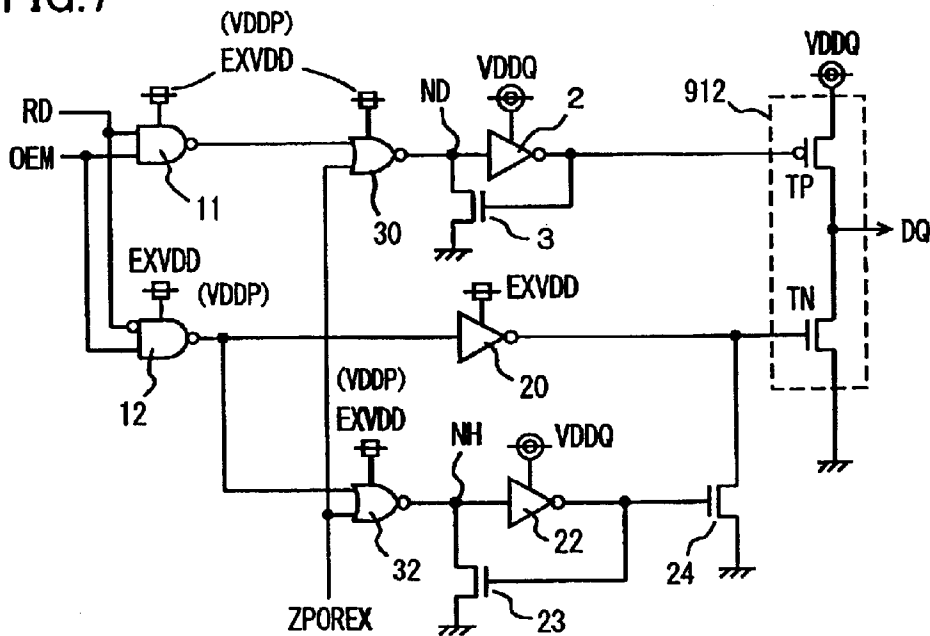 FIG.7
(VDDP)
EXVDD
VDDQ
VDDQ
ND
2
912
RD
OEM
11
30
3
TP
DQ
EXVDD
(VDDP)
EXVDD
TN
12
20
(VDDP)
EXVDD
NH
VDDQ
32
22
24
23
ZPOREX